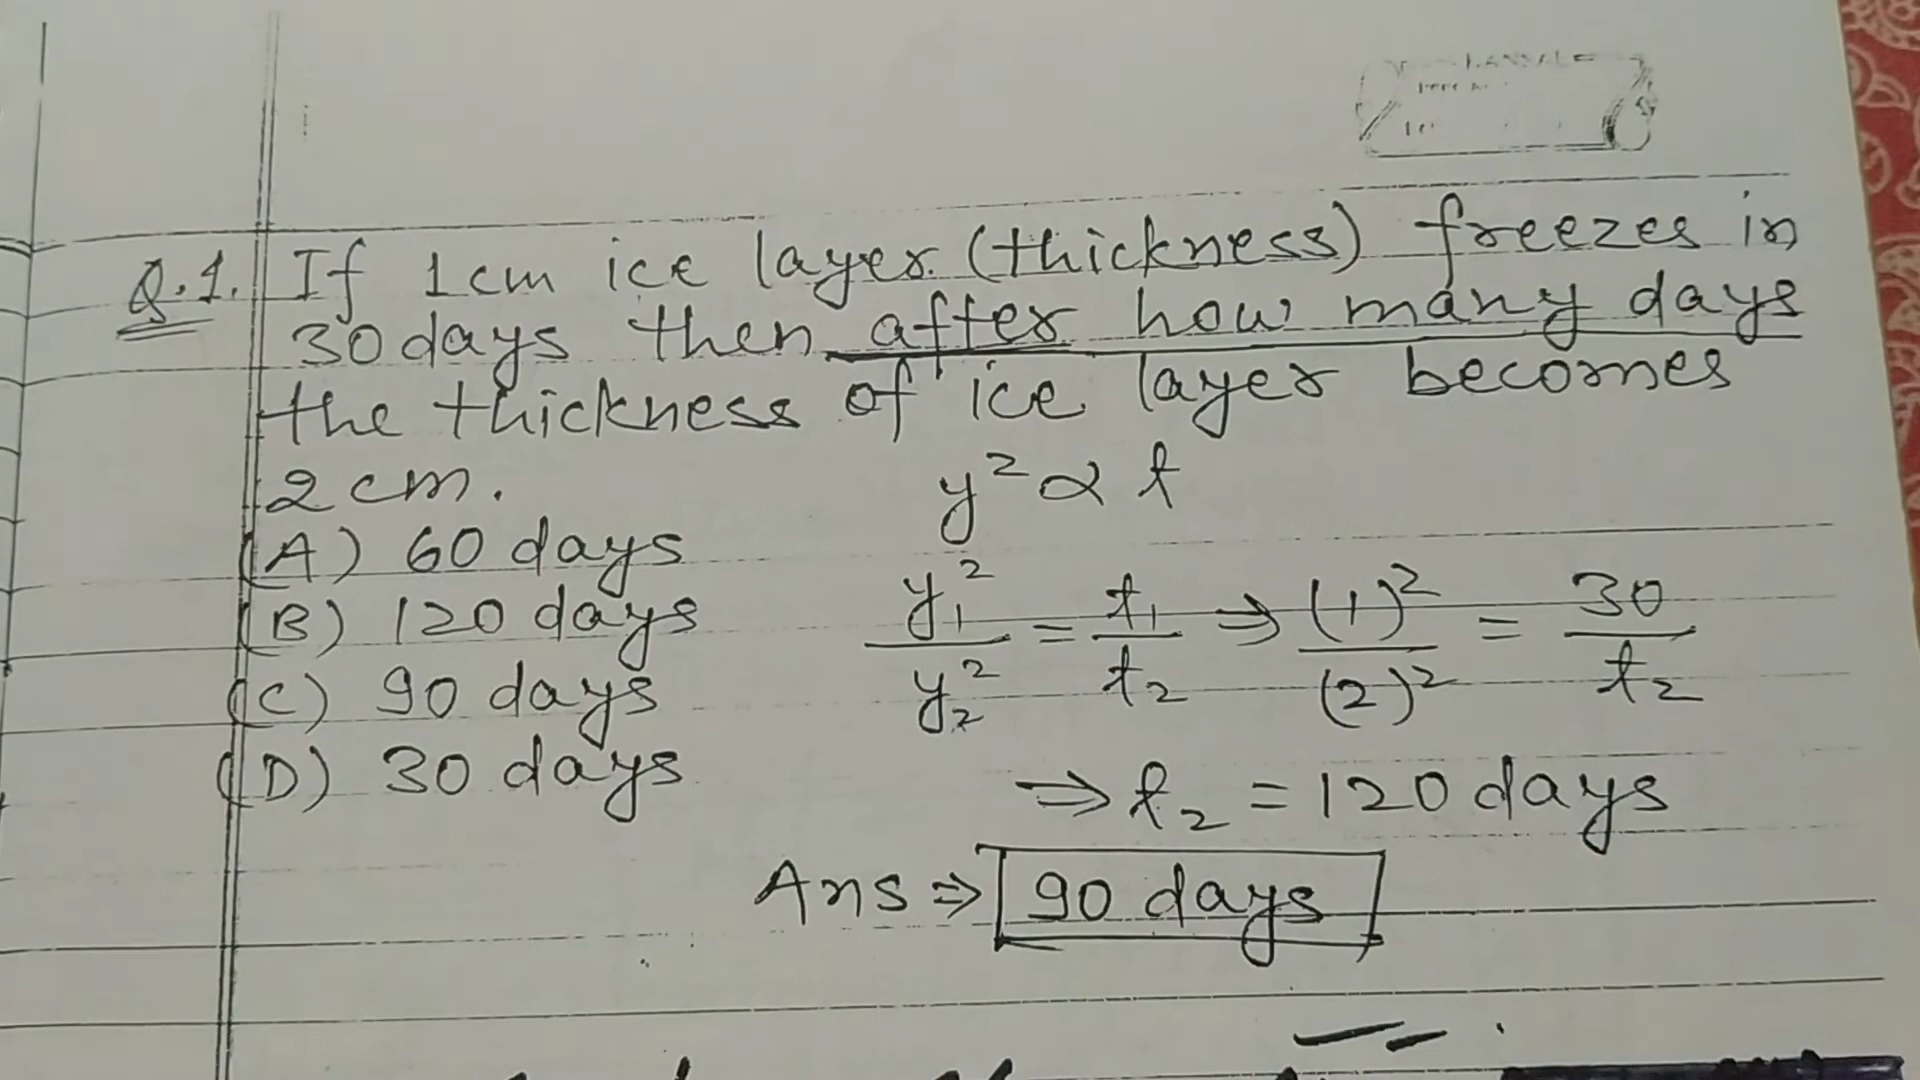 Q.1. If 1cm ice layer (thickness) freezes in
30 days then after how many days
the thickness of ice layer becomes
2 cm.
y² ∝ t
(A) 60 days
(B) 120 days
(C) 90 days
(D) 30 days
y₁²/y₂² = t₁/t₂ ⇒ (1)²/(2)² = 30/t₂
⇒ t₂ = 120 days
Ans ⇒ 90 days